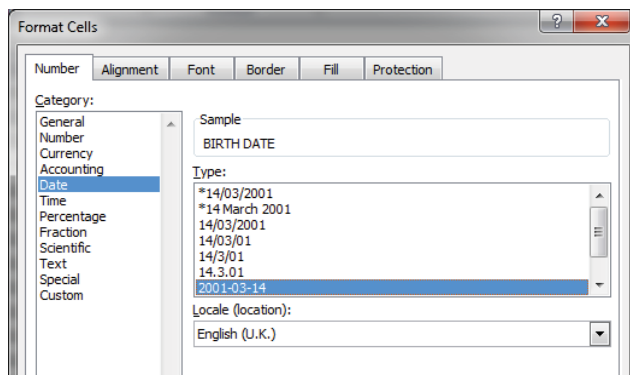 Format Cells
Number Alignment Font Border Fill Protection
Category:
General
Number
Currency
Accounting
Date
Time
Percentage
Fraction
Scientific
Text
Special
Custom
Sample
BIRTH DATE
Type:
*14/03/2001
*14 March 2001
14/03/2001
14/03/01
14/3/01
14.3.01
2001-03-14
Locale (location):
English (U.K.)